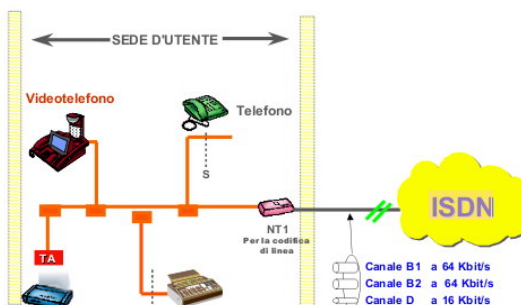 SEDE D'UTENTE
Videotelefono
Telefono
S
NT1
Per la codifica
di linea
ISDN
TA
Canale B1 a 64 Kbit/s
Canale B2 a 64 Kbit/s
Canale D a 16 Kbit/s